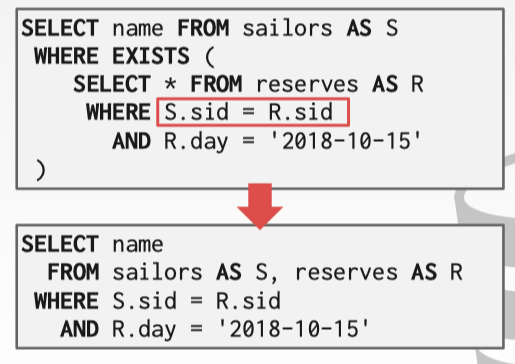 SELECT name FROM sailors AS S
WHERE EXISTS (
SELECT * FROM reserves AS R
WHERE S.sid = R.sid
AND R.day = '2018-10-15'
)
SELECT name
FROM sailors AS S, reserves AS R
WHERE S.sid = R.sid
AND R.day = '2018-10-15'